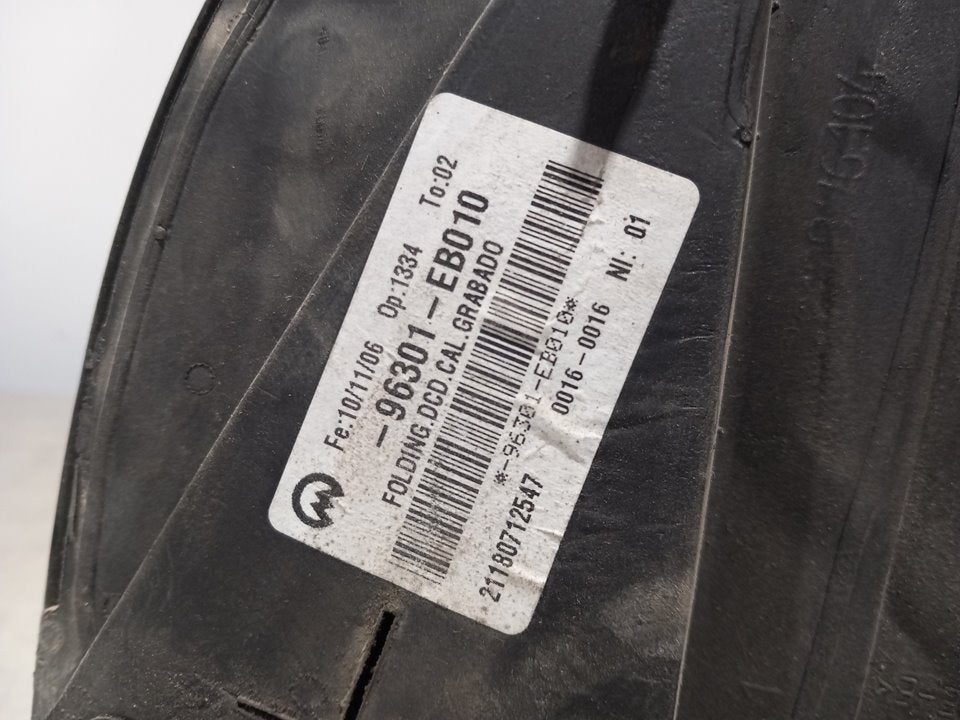 Fe:10/11/06 Op:1334 To:02
-96301-EB010
FOLDING.DCD CAL.GRABADO
*-96301-EB010*
0016-0016 NI: 01
21180712547